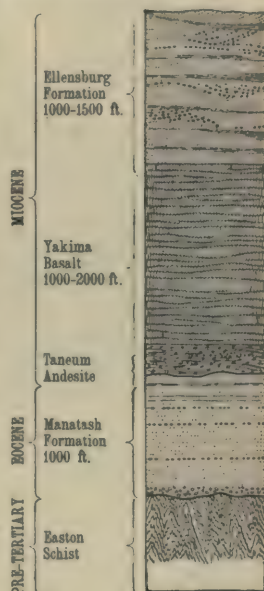 MIOCENE
Ellensburg
Formation
1000-1500 ft.
Yakima
Basalt
1000-2000 ft.
Taneum
Andesite
EOCENE
Manatash
Formation
1000 ft.
PRE-TERTIARY
Easton
Schist